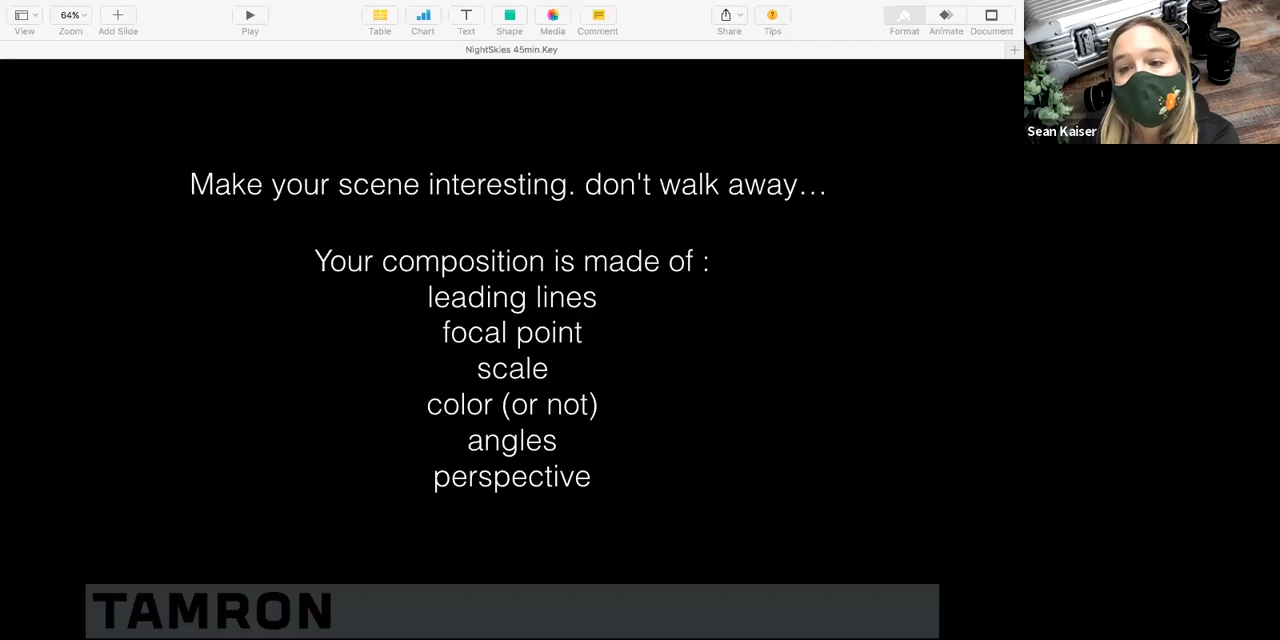 View
Zoom
Add Slide
64%
Play
Table
Chart
Text
Shape
Media
Comment
Share
Tips
Format
Animate
Document
NightSkies 45min.Key
Sean Kaiser
Make your scene interesting. don't walk away…
Your composition is made of :
leading lines
focal point
scale
color (or not)
angles
perspective
TAMRON